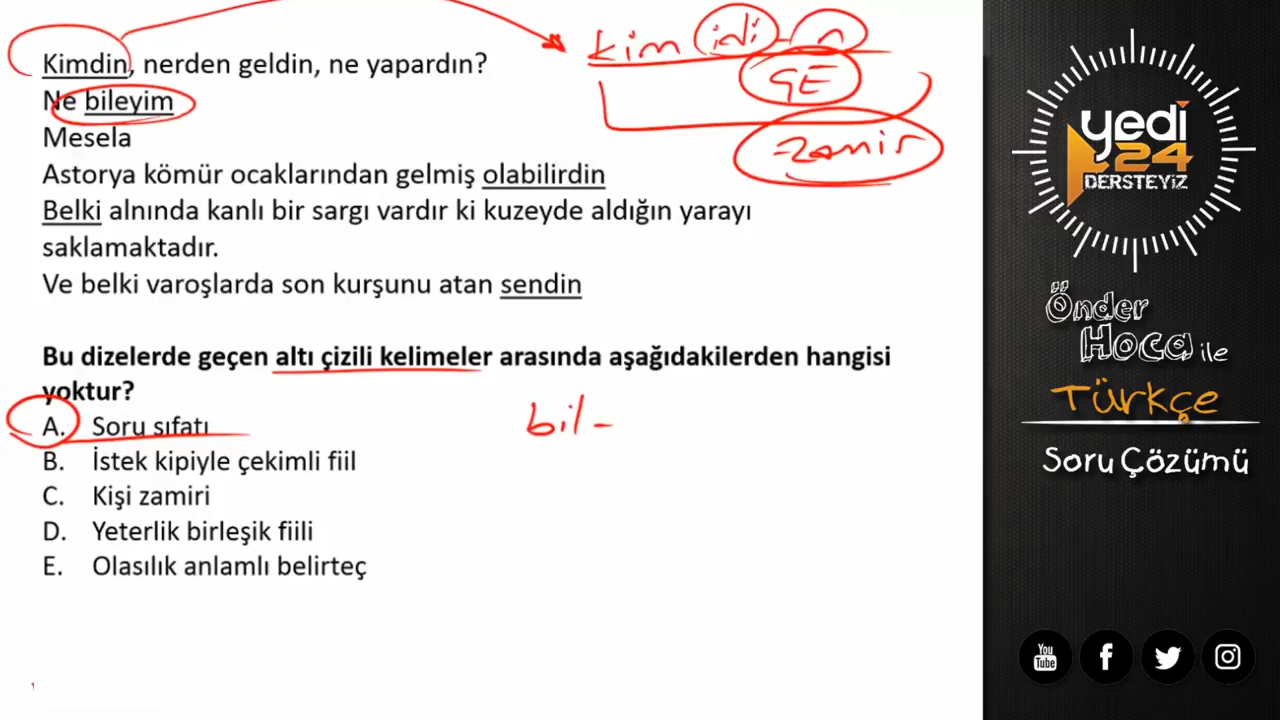 Kimdin, nerden geldin, ne yapardın?
Ne bileyim
Mesela
Astorya kömür ocaklarından gelmiş olabilirdin
Belki alnında kanlı bir sargı vardır ki kuzeyde aldığın yarayı
saklamaktadır.
Ve belki varoşlarda son kurşunu atan sendin
Bu dizelerde geçen altı çizili kelimeler arasında aşağıdakilerden hangisi
yoktur?
A. Soru sıfatı
B. İstek kipiyle çekimli fiil
C. Kişi zamiri
D. Yeterlik birleşik fiili
E. Olasılık anlamlı belirteç
kim idi - n
GE
=zamir
bil -
yedi
24
DERSTEYİZ
Önder
Hoca ile
Türkçe
Soru Çözümü
You
Tube